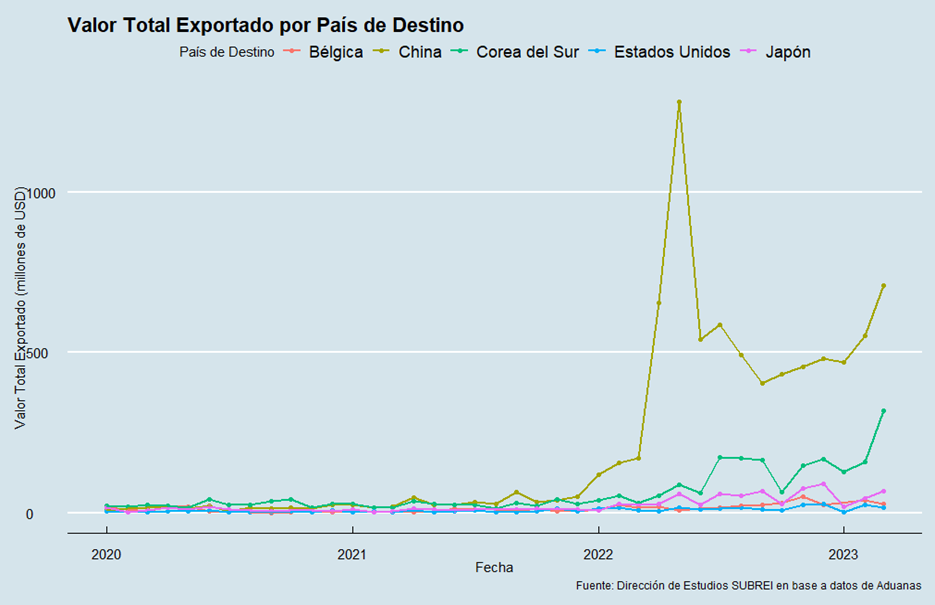 Valor Total Exportado por País de Destino
País de Destino Bélgica China Corea del Sur Estados Unidos Japón
Valor Total Exportado (millones de USD)
1000
500
0
2020 2021 2022 2023
Fecha
Fuente: Dirección de Estudios SUBREI en base a datos de Aduanas